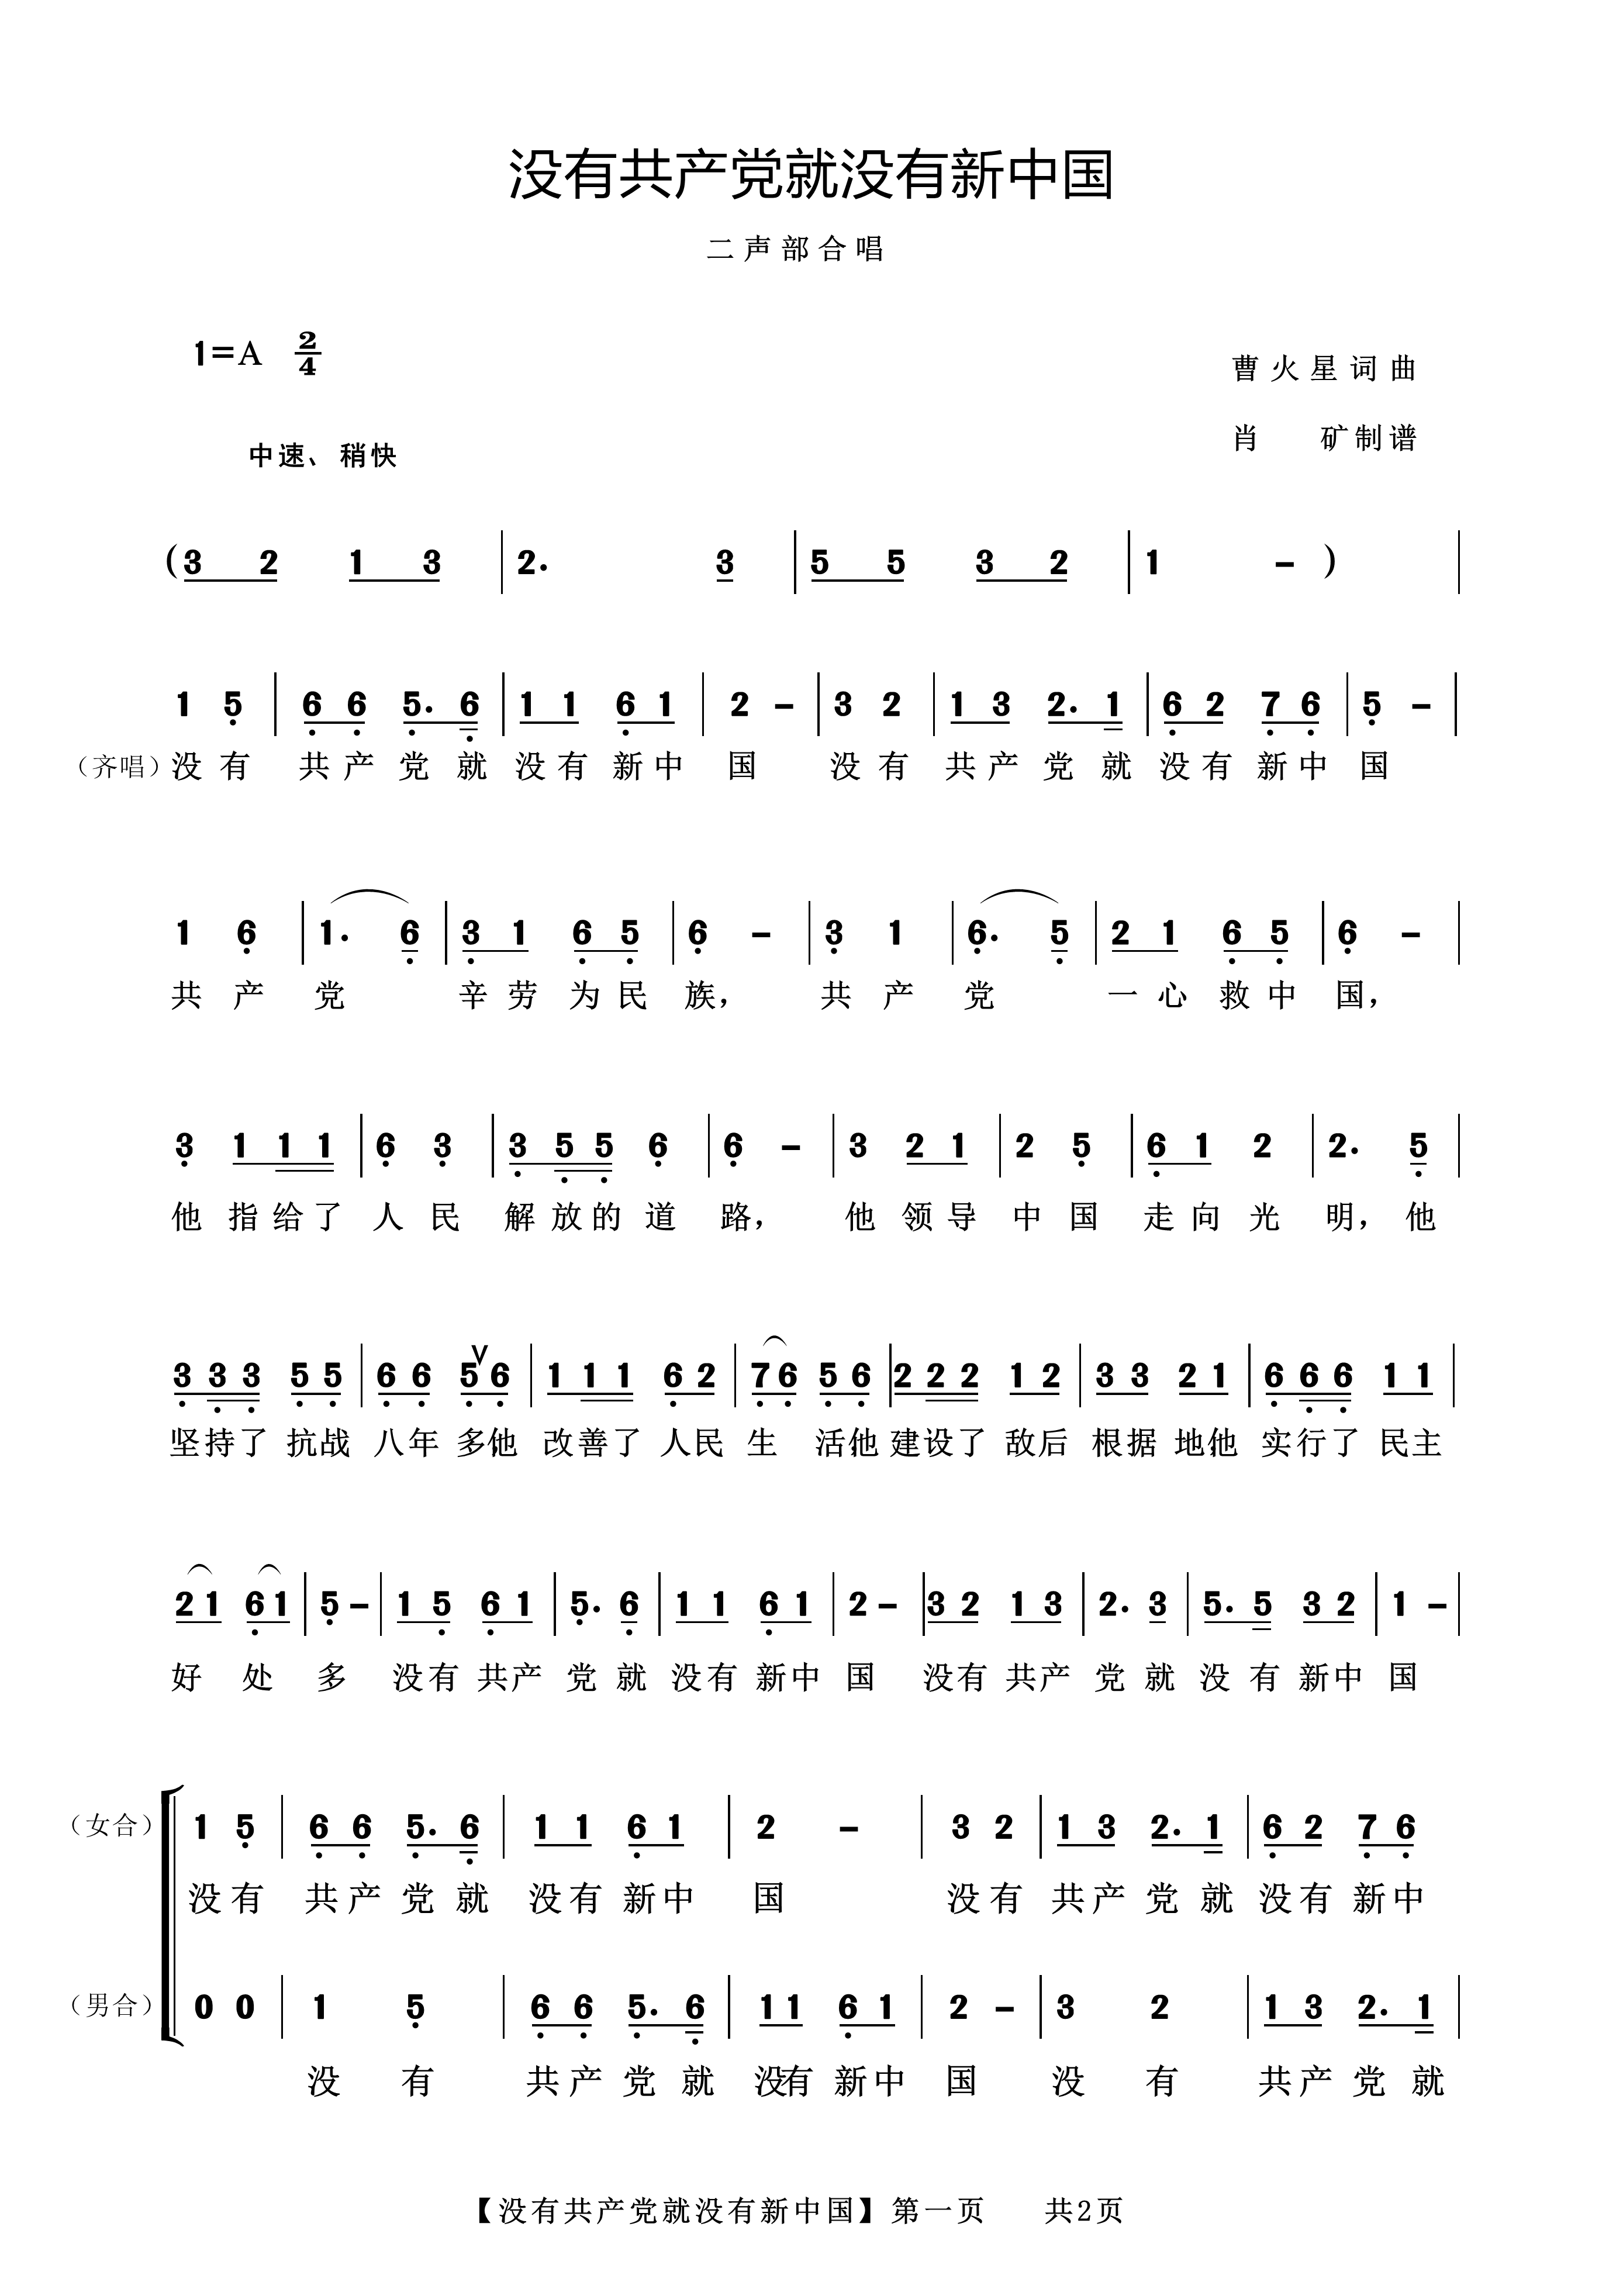 没有共产党就没有新中国
二声部合唱
1=A 2/4
曹火星词曲
肖 矿制谱
中速、稍快
(3 2 1 3 | 2. 3 | 5 5 3 2 | 1 - ) |
1 5 | 6 6 5. 6 | 1 1 6 1 | 2 - | 3 2 | 1 3 2. 1 | 6 2 7 6 | 5 - |
（齐唱）没有 共产党就 没有新中 国 没有 共产党就 没有新中 国
1 6 | 1. 6 | 3 1 6 5 | 6 - | 3 1 | 6. 5 | 2 1 6 5 | 6 - |
共产 党 辛劳为民 族， 共产 党 一心救中 国，
3 1 1 1 | 6 3 | 3 5 5 6 | 6 - | 3 2 1 | 2 5 | 6 1 2 | 2. 5 |
他指给了 人民 解放的道 路， 他领导 中国 走向光 明，他
3 3 3 5 5 | 6 6 5 V 6 | 1 1 1 6 2 | 7 6 5 6 | 2 2 2 1 2 | 3 3 2 1 | 6 6 6 1 1 |
坚持了抗战 八年多他 改善了人民 生活他 建设了敌后 根据地他 实行了民主
2 1 6 1 | 5 - | 1 5 6 1 | 5. 6 | 1 1 6 1 | 2 - | 3 2 1 3 | 2. 3 | 5. 5 3 2 | 1 - |
好处 多 没有共产 党就 没有新中 国 没有共产 党就 没有新中 国
（女合） 1 5 | 6 6 5. 6 | 1 1 6 1 | 2 - | 3 2 | 1 3 2. 1 | 6 2 7 6
没有 共产党就 没有新中 国 没有 共产党就 没有新中
（男合） 0 0 | 1 5 | 6 6 5. 6 | 1 1 6 1 | 2 - | 3 2 | 1 3 2. 1 |
没有 共产党就 没有新中 国 没有 共产党就
【没有共产党就没有新中国】第一页 共2页